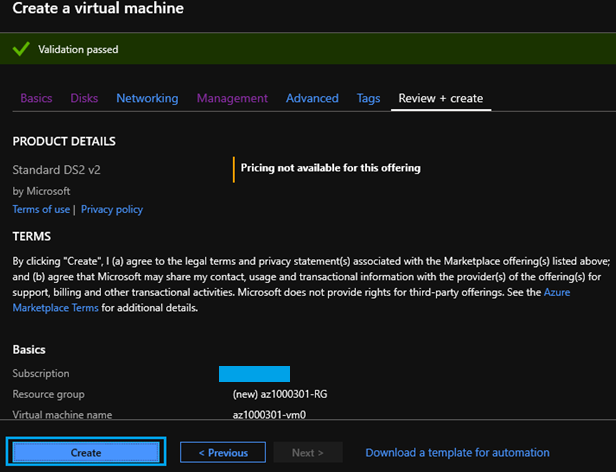 Create a virtual machine
Validation passed
Basics Disks Networking Management Advanced Tags Review + create
PRODUCT DETAILS
Standard DS2 v2 Pricing not available for this offering
by Microsoft
Terms of use | Privacy policy
TERMS
By clicking "Create", I (a) agree to the legal terms and privacy statement(s) associated with the Marketplace offering(s) listed above;
and (b) agree that Microsoft may share my contact, usage and transactional information with the provider(s) of the offering(s) for
support, billing and other transactional activities. Microsoft does not provide rights for third-party offerings. See the Azure
Marketplace Terms for additional details.
Basics
Subscription
Resource group (new) az1000301-RG
Virtual machine name az1000301-vm0
Create < Previous Next > Download a template for automation